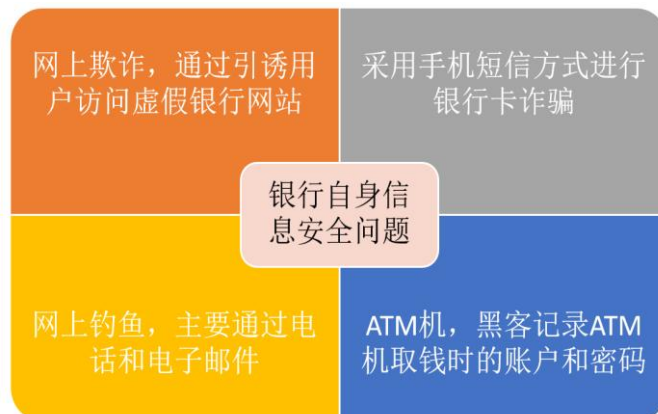 网上欺诈，通过引诱用
户访问虚假银行网站
采用手机短信方式进行
银行卡诈骗
银行自身信
息安全问题
网上钓鱼，主要通过电
话和电子邮件
ATM机，黑客记录ATM
机取钱时的账户和密码